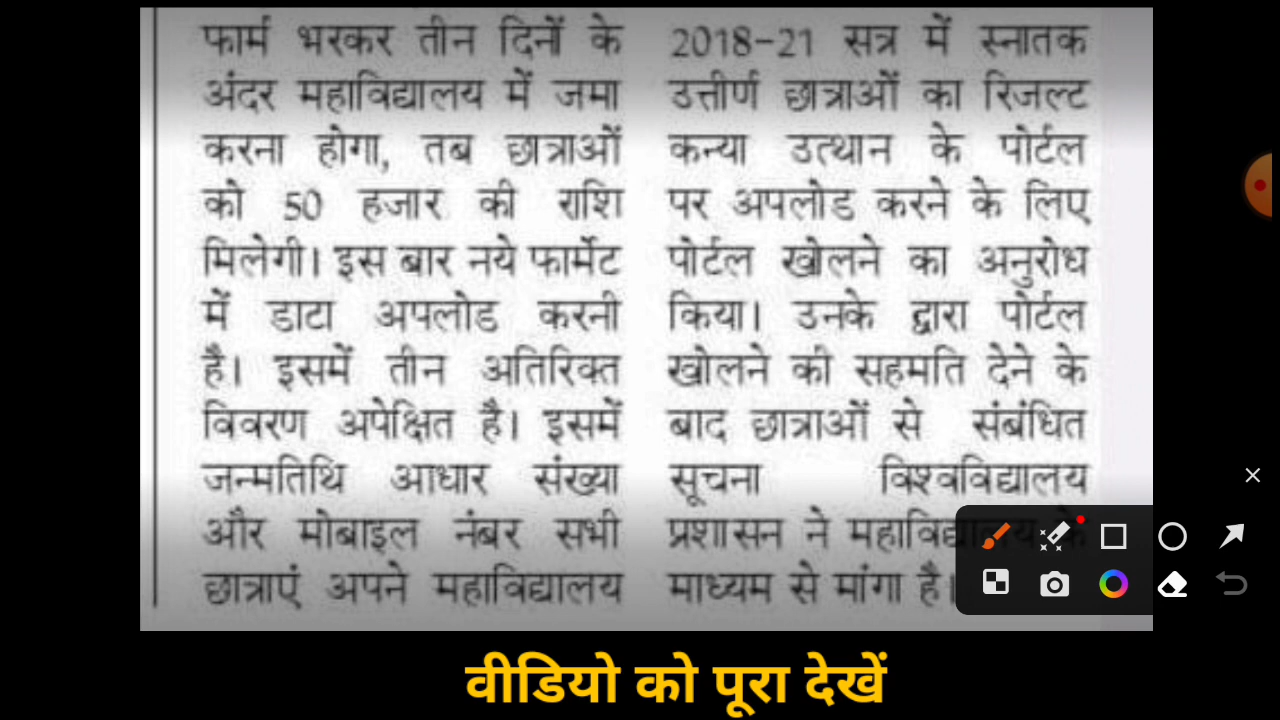 फार्म भरकर तीन दिनों के
अंदर महाविद्यालय में जमा
करना होगा, तब छात्राओं
को 50 हजार की राशि
मिलेगी। इस बार नये फार्मेट
में डाटा अपलोड करनी
है। इसमें तीन अतिरिक्त
विवरण अपेक्षित है। इसमें
जन्मतिथि आधार संख्या
और मोबाइल नंबर सभी
छात्राएं अपने महाविद्यालय
2018-21 सत्र में स्नातक
उत्तीर्ण छात्राओं का रिजल्ट
कन्या उत्थान के पोर्टल
पर अपलोड करने के लिए
पोर्टल खोलने का अनुरोध
किया। उनके द्वारा पोर्टल
खोलने की सहमति देने के
बाद छात्राओं से संबंधित
सूचना विश्वविद्यालय
प्रशासन ने महाविद्यालय के
माध्यम से मांगा है।
वीडियो को पूरा देखें